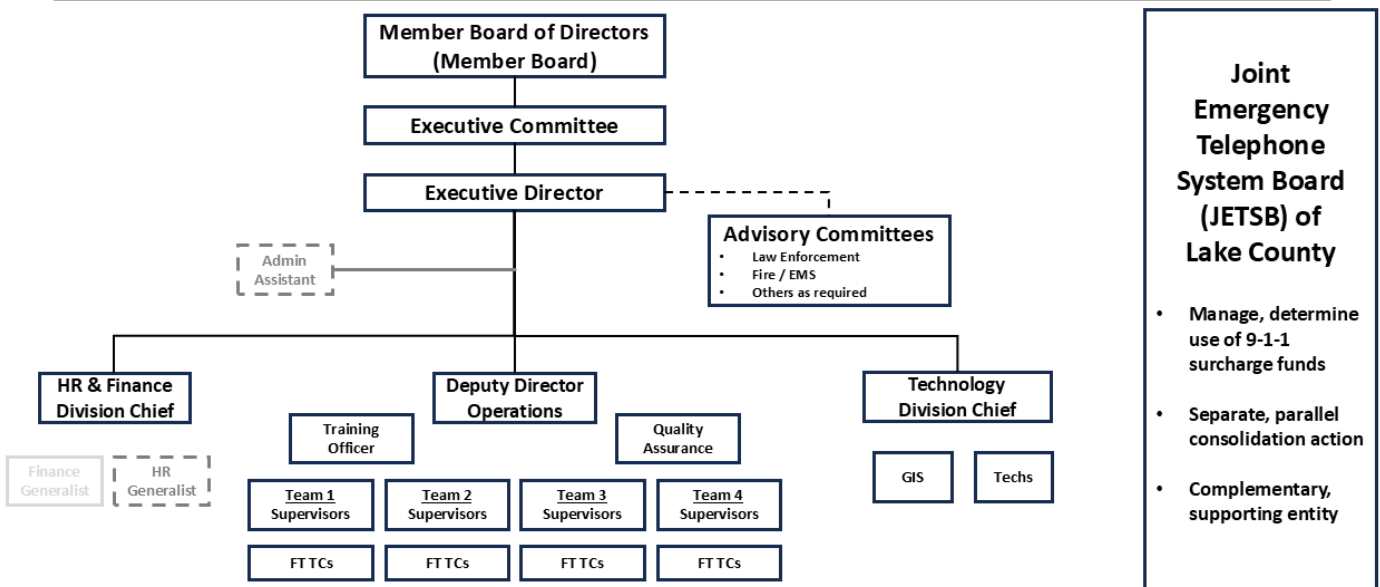 Member Board of Directors
(Member Board)
Executive Committee
Executive Director
Advisory Committees
• Law Enforcement
• Fire / EMS
• Others as required
Admin
Assistant
HR & Finance
Division Chief
Deputy Director
Operations
Technology
Division Chief
Training
Officer
Quality
Assurance
Finance
Generalist
HR
Generalist
GIS
Techs
Team 1
Supervisors
Team 2
Supervisors
Team 3
Supervisors
Team 4
Supervisors
FT TCs
FT TCs
FT TCs
FT TCs
Joint
Emergency
Telephone
System Board
(JETSB) of
Lake County
• Manage, determine
use of 9-1-1
surcharge funds
• Separate, parallel
consolidation action
• Complementary,
supporting entity